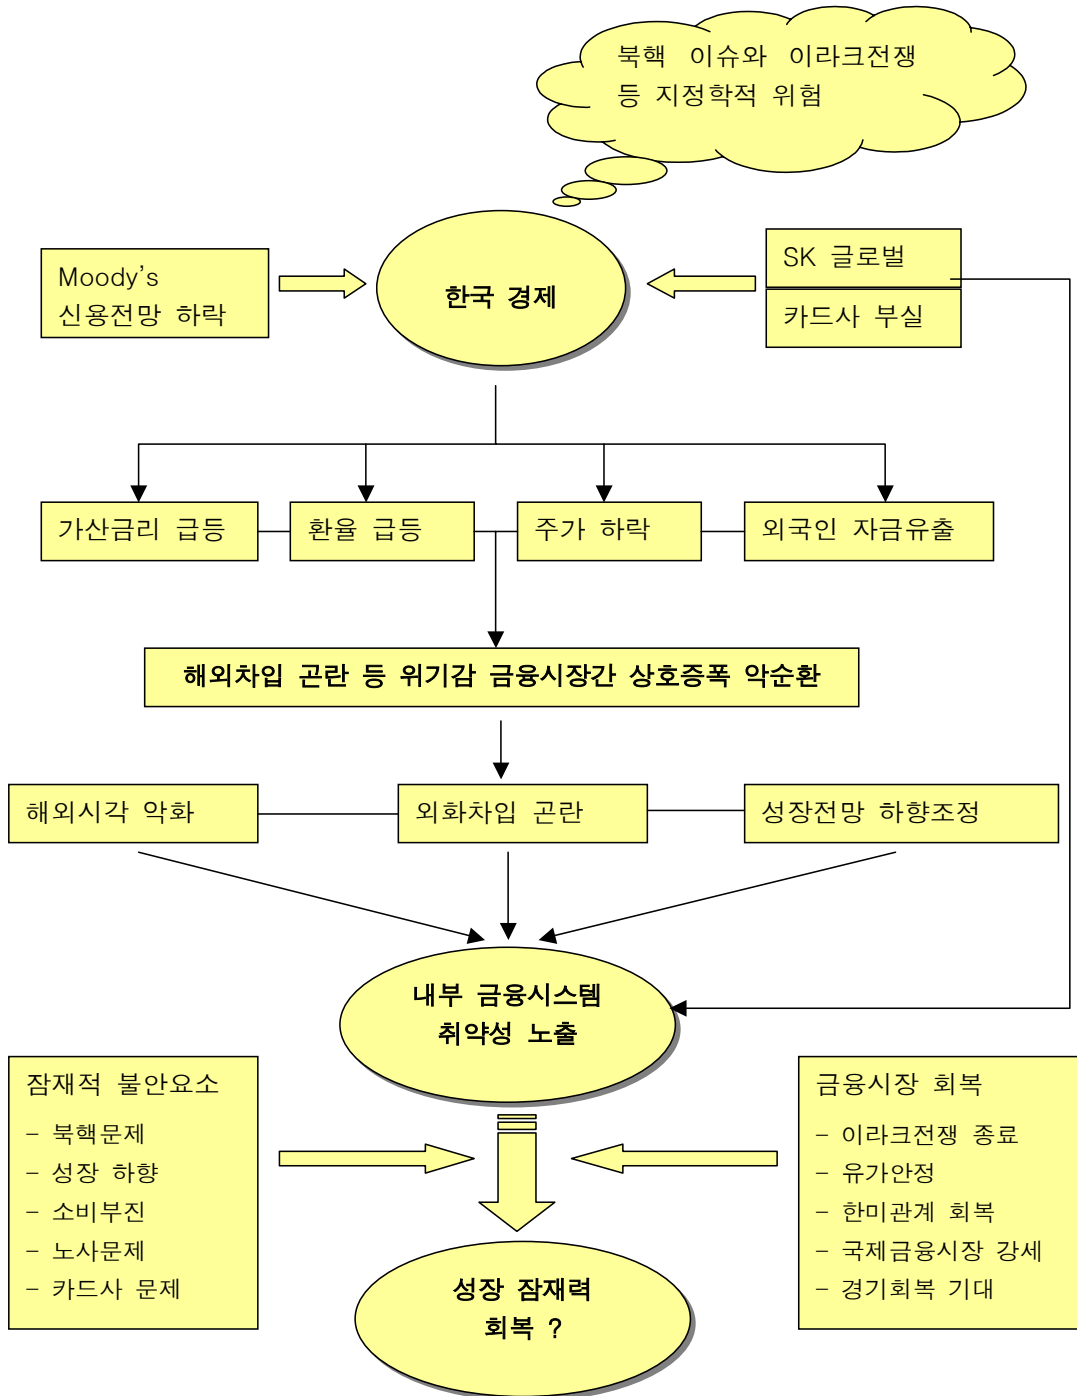 북핵 이슈와 이라크전쟁
등 지정학적 위험
Moody's
신용전망 하락
한국 경제
SK 글로벌
카드사 부실
가산금리 급등
환율 급등
주가 하락
외국인 자금유출
해외차입 곤란 등 위기감 금융시장간 상호증폭 악순환
해외시각 악화
외화차입 곤란
성장전망 하향조정
내부 금융시스템
취약성 노출
잠재적 불안요소
- 북핵문제
- 성장 하향
- 소비부진
- 노사문제
- 카드사 문제
금융시장 회복
- 이라크전쟁 종료
- 유가안정
- 한미관계 회복
- 국제금융시장 강세
- 경기회복 기대
성장 잠재력
회복 ?